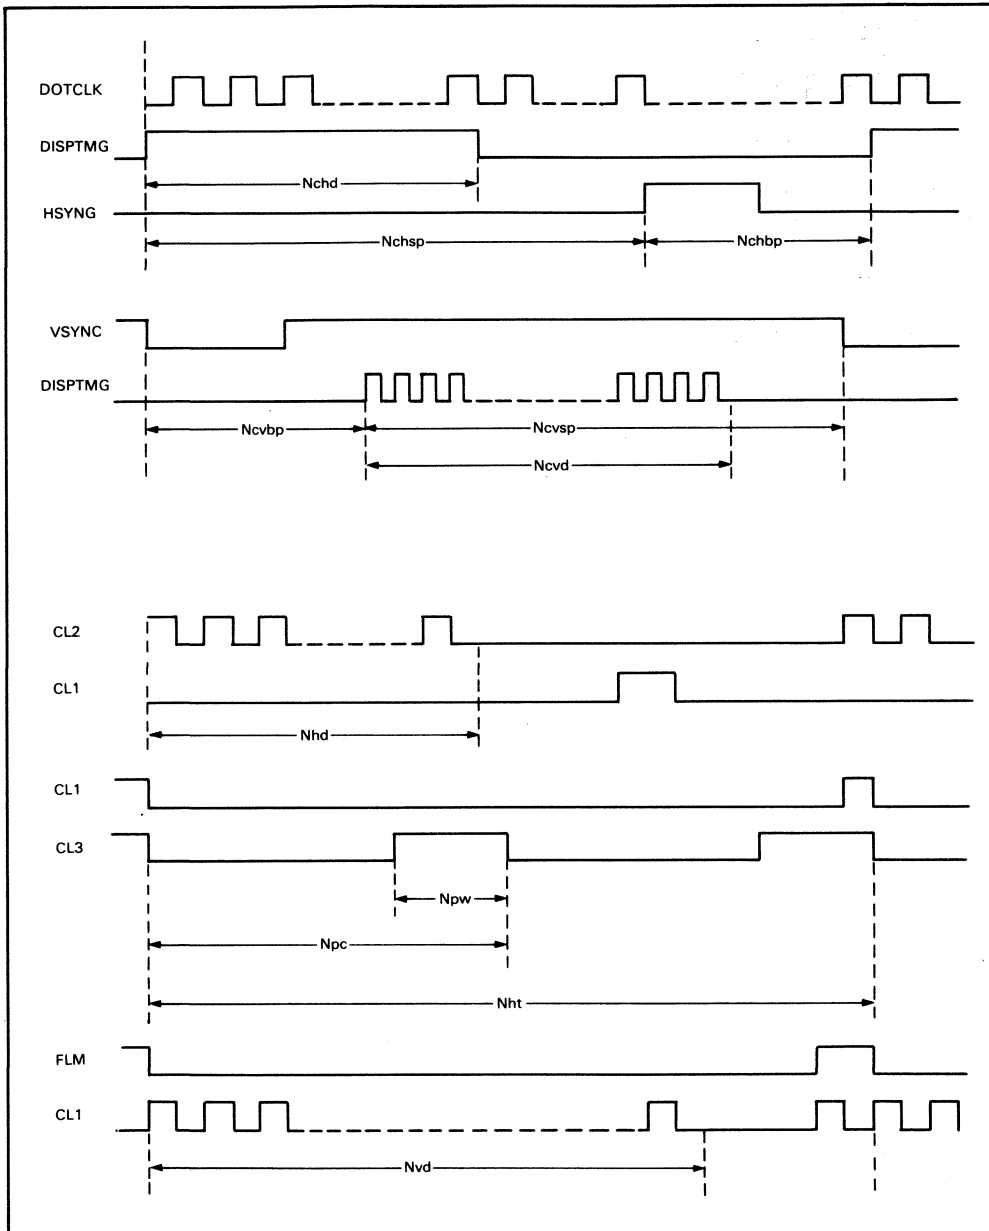 DOTCLK
DISPTMG
Nchd
HSYNG
Nchsp
Nchbp
VSYNC
DISPTMG
Ncvbp
Ncvsp
Ncvd
CL2
CL1
Nhd
CL1
CL3
Npw
Npc
Nht
FLM
CL1
Nvd